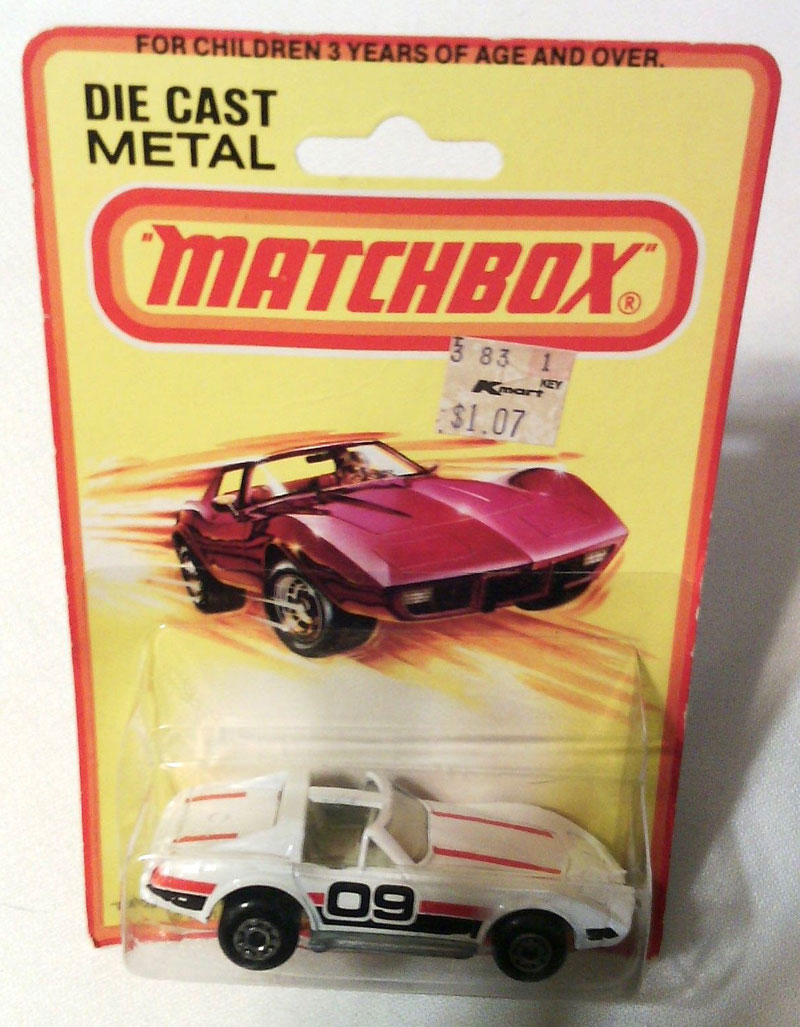 FOR CHILDREN 3 YEARS OF AGE AND OVER.
DIE CAST
METAL
"MATCHBOX"®
3 83 1
Kmart KEY
$1.07
09